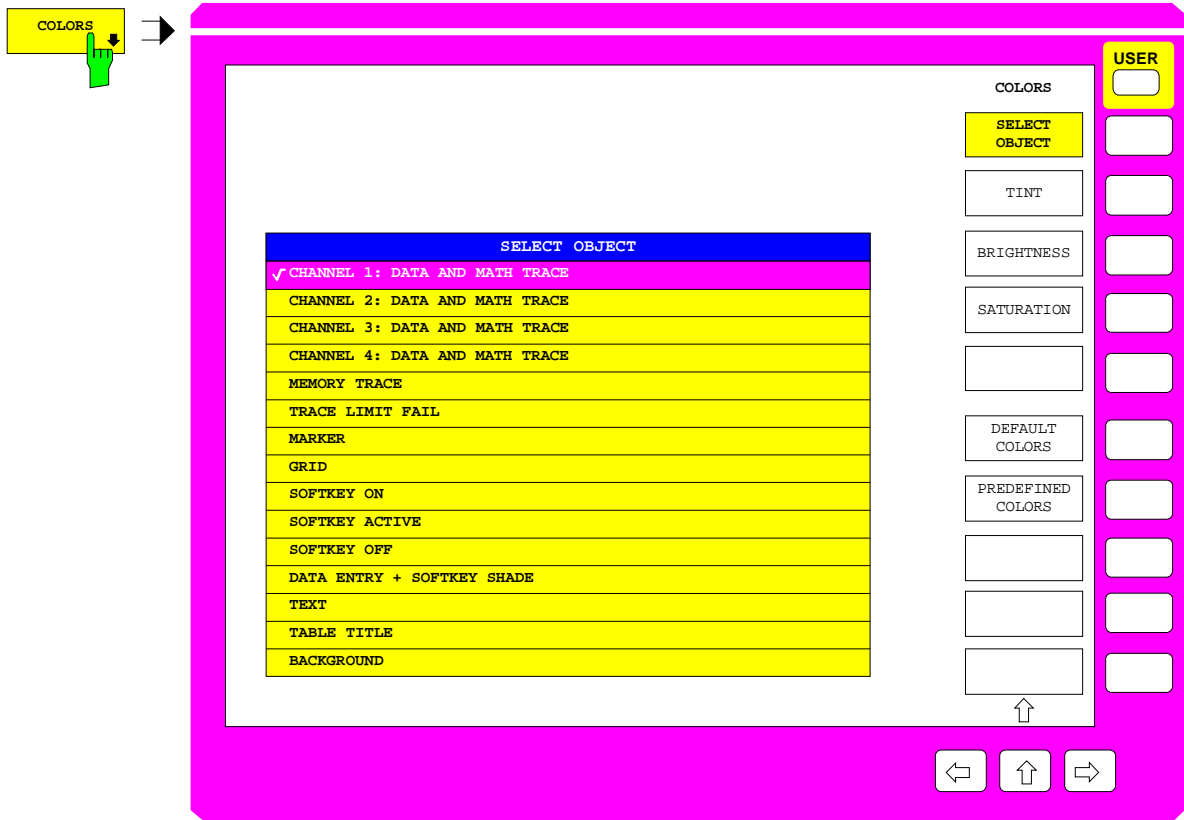 COLORS
USER
COLORS
SELECT
OBJECT
TINT
BRIGHTNESS
SATURATION
DEFAULT
COLORS
PREDEFINED
COLORS
SELECT OBJECT
√ CHANNEL 1: DATA AND MATH TRACE
CHANNEL 2: DATA AND MATH TRACE
CHANNEL 3: DATA AND MATH TRACE
CHANNEL 4: DATA AND MATH TRACE
MEMORY TRACE
TRACE LIMIT FAIL
MARKER
GRID
SOFTKEY ON
SOFTKEY ACTIVE
SOFTKEY OFF
DATA ENTRY + SOFTKEY SHADE
TEXT
TABLE TITLE
BACKGROUND